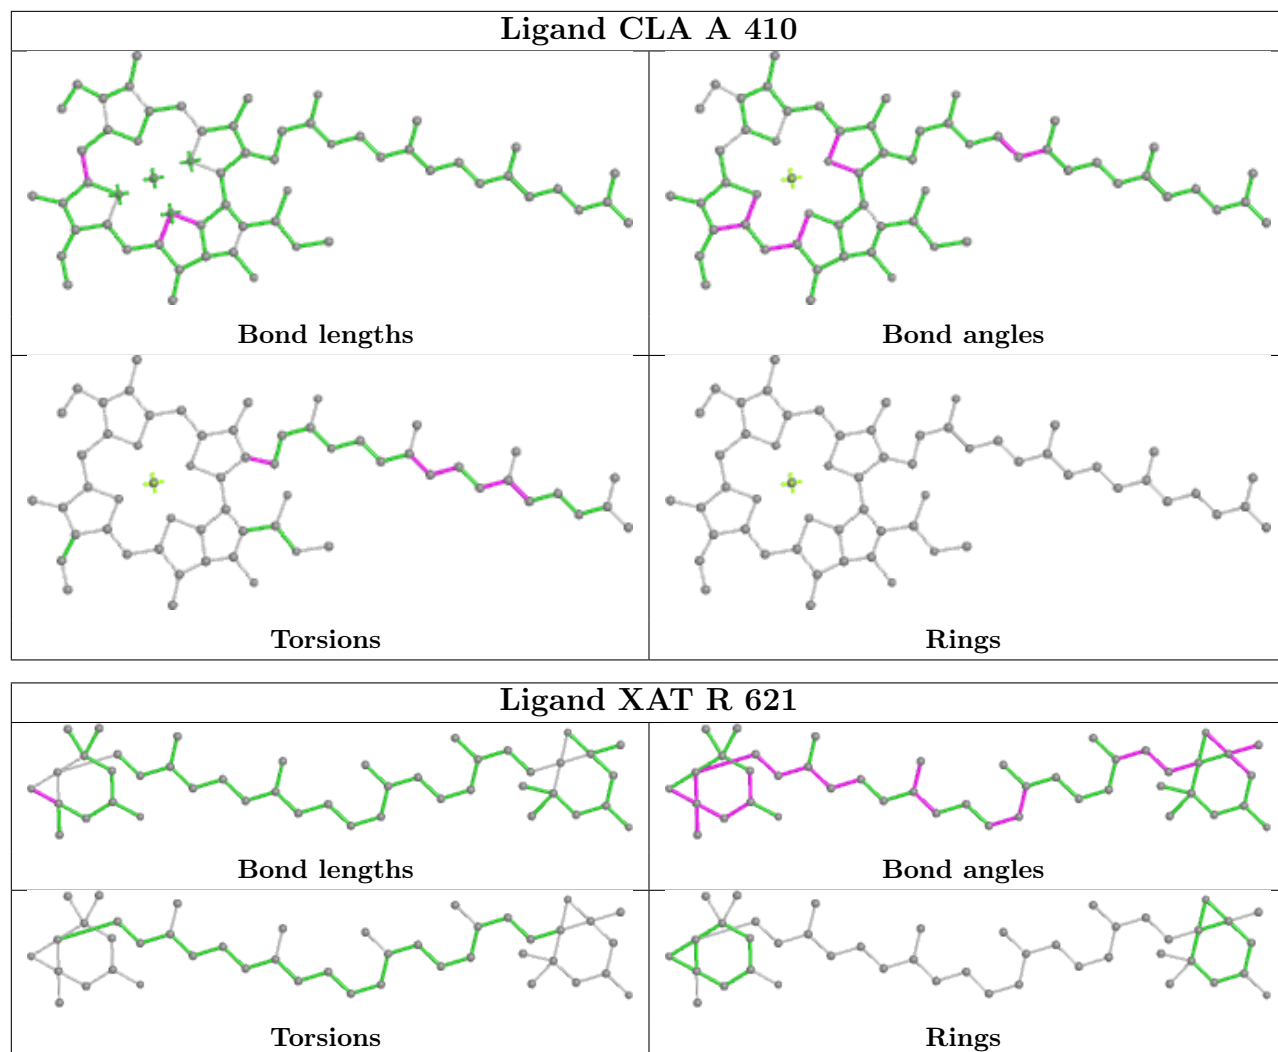 Ligand CLA A 410
Bond lengths
Bond angles
Torsions
Rings
Ligand XAT R 621
Bond lengths
Bond angles
Torsions
Rings